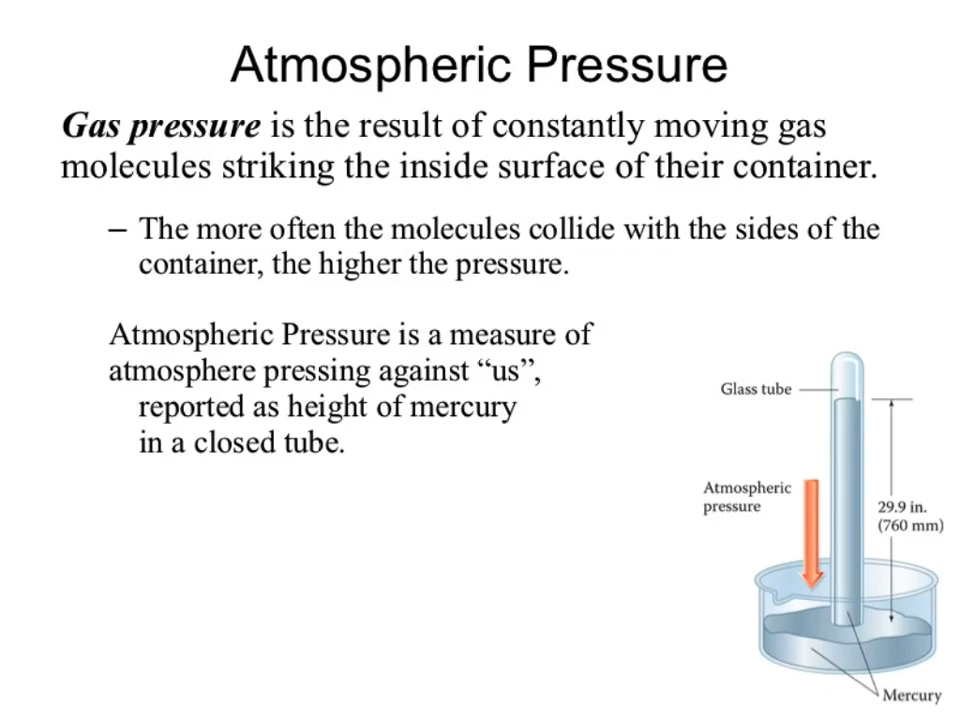 Atmospheric Pressure
Gas pressure is the result of constantly moving gas
molecules striking the inside surface of their container.
– The more often the molecules collide with the sides of the
container, the higher the pressure.
Atmospheric Pressure is a measure of
atmosphere pressing against “us”,
reported as height of mercury
in a closed tube.
Glass tube
Atmospheric
pressure
29.9 in.
(760 mm)
Mercury